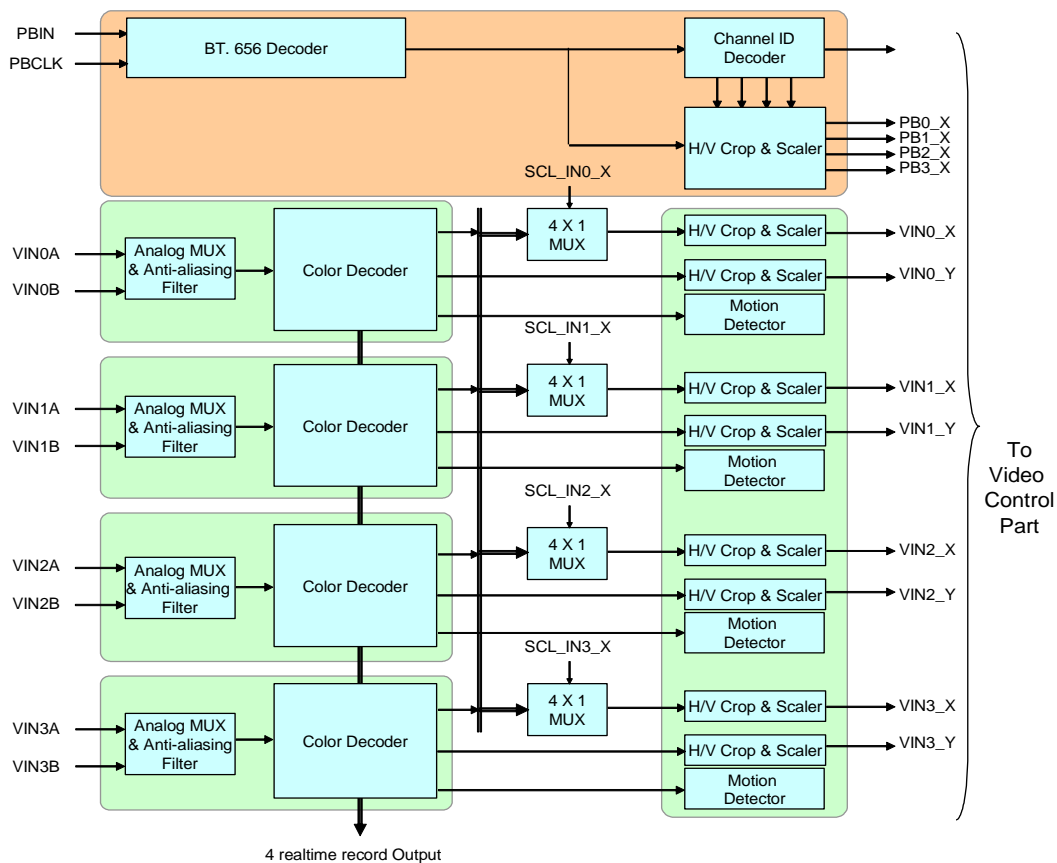 PBIN
PBCLK
BT. 656 Decoder
Channel ID
Decoder
H/V Crop & Scaler
PB0_X
PB1_X
PB2_X
PB3_X
SCL_IN0_X
4 X 1
MUX
VIN0A
VIN0B
Analog MUX
& Anti-aliasing
Filter
Color Decoder
H/V Crop & Scaler
VIN0_X
H/V Crop & Scaler
VIN0_Y
Motion
Detector
SCL_IN1_X
4 X 1
MUX
VIN1A
VIN1B
Analog MUX
& Anti-aliasing
Filter
Color Decoder
H/V Crop & Scaler
VIN1_X
H/V Crop & Scaler
VIN1_Y
Motion
Detector
SCL_IN2_X
4 X 1
MUX
VIN2A
VIN2B
Analog MUX
& Anti-aliasing
Filter
Color Decoder
H/V Crop & Scaler
VIN2_X
H/V Crop & Scaler
VIN2_Y
Motion
Detector
SCL_IN3_X
4 X 1
MUX
VIN3A
VIN3B
Analog MUX
& Anti-aliasing
Filter
Color Decoder
H/V Crop & Scaler
VIN3_X
H/V Crop & Scaler
VIN3_Y
Motion
Detector
To
Video
Control
Part
4 realtime record Output